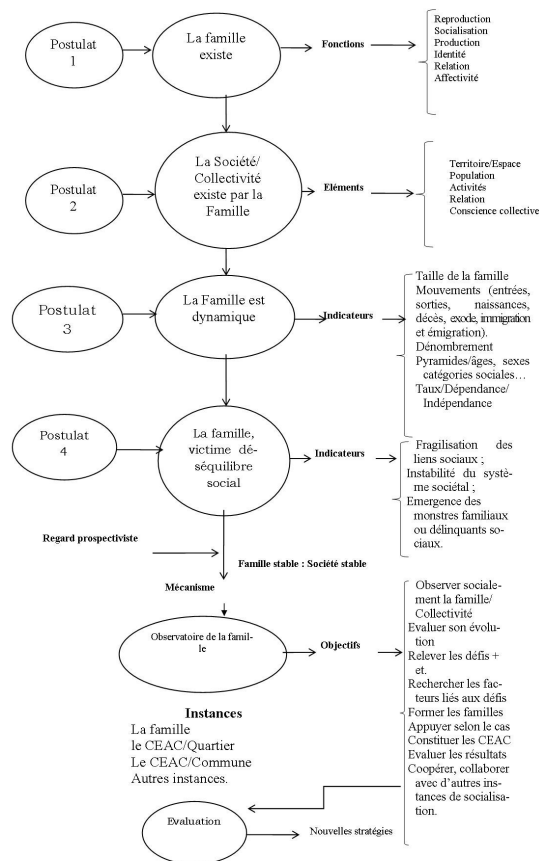 Postulat
1
La famille
existe
Fonctions
Reproduction
Socialisation
Production
Identité
Relation
Affectivité
Postulat
2
La Société/
Collectivité
existe par la
Famille
Eléments
Territoire/Espace
Population
Activités
Relation
Conscience collective
Postulat
3
La Famille est
dynamique
Indicateurs
Taille de la famille
Mouvements (entrées,
sorties, naissances,
décès, exode, immigration
et émigration).
Dénombrement
Pyramides/âges, sexes
catégories sociales…
Taux/Dépendance/
Indépendance
Postulat
4
La famille,
victime dé-
séquilibre
social
Indicateurs
Fragilisation des
liens sociaux ;
Instabilité du systè-
me sociétal ;
Emergence des
monstres familiaux
ou délinquants so-
ciaux.
Regard prospectiviste
Famille stable : Société stable
Mécanisme
Observatoire de la famil-
le
Objectifs
Observer sociale-
ment la famille/
Collectivité
Evaluer son évolu-
tion
Relever les défis +
et.
Rechercher les fac-
teurs liés aux défis
Former les familles
Appuyer selon le cas
Constituer les CEAC
Evaluer les résultats
Coopérer, collaborer
avec d'autres ins-
tances de socialisa-
tion.
Instances
La famille
le CEAC/Quartier
Le CEAC/Commune
Autres instances.
Evaluation
Nouvelles stratégies